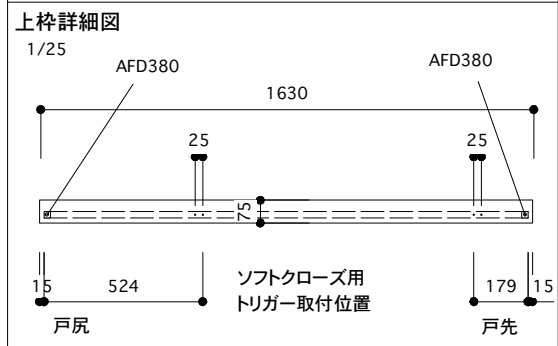 上枠詳細図
1/25
AFD380
AFD380
1630
25
25
75
15
524
ソフトクローズ用
トリガー取付位置
179
15
戸尻
戸先